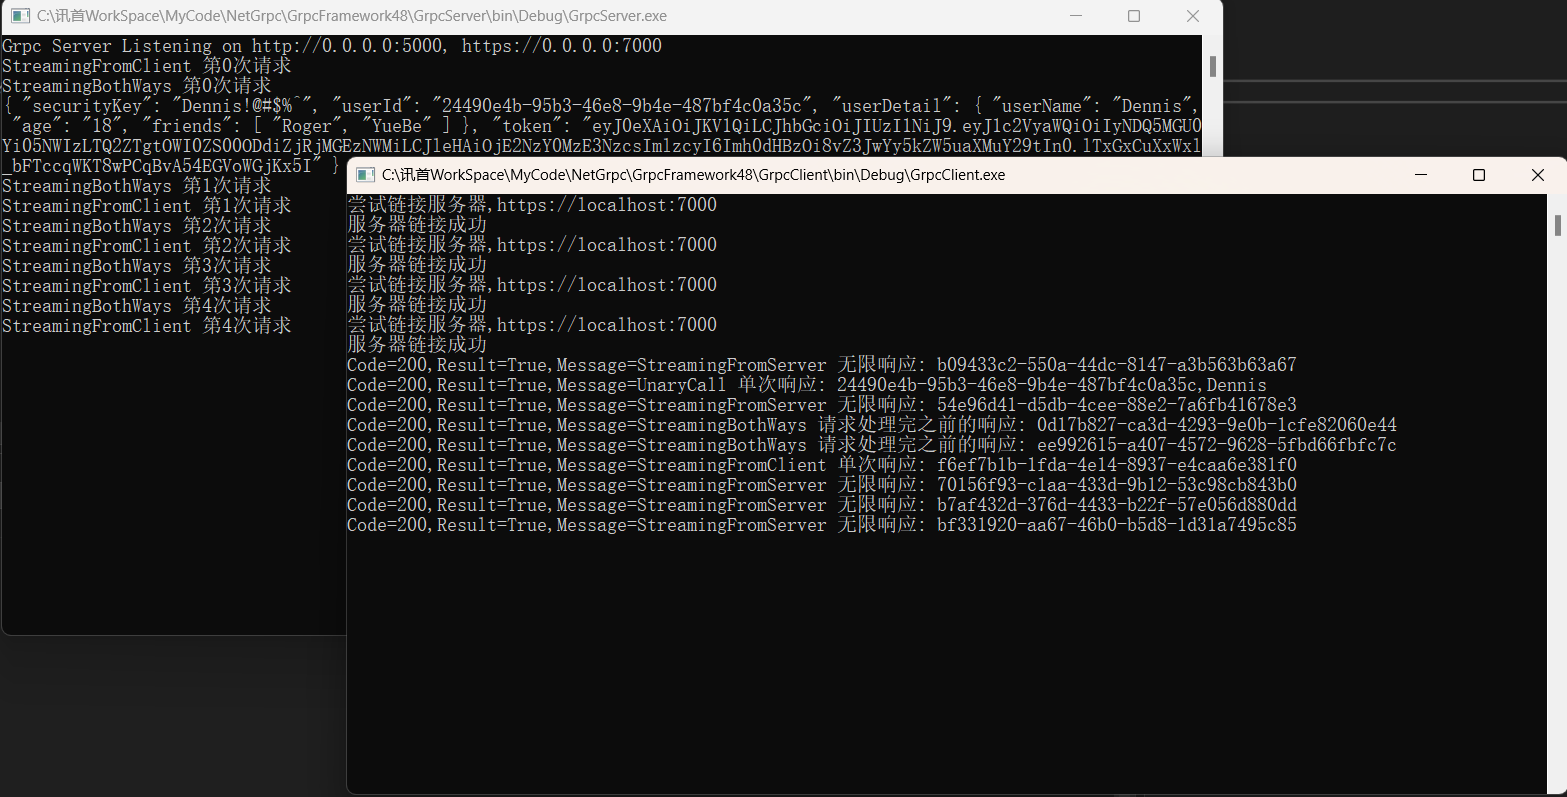 C:\讯首WorkSpace\MyCode\NetGrpc\GrpcFramework48\GrpcServer\bin\Debug\GrpcServer.exe
Grpc Server Listening on http://0.0.0.0:5000, https://0.0.0.0:7000
StreamingFromClient 第0次请求
StreamingBothWays 第0次请求
{ "securityKey": "Dennis!@#$%^", "userId": "24490e4b-95b3-46e8-9b4e-487bf4c0a35c", "userDetail": { "userName": "Dennis",
"age": "18", "friends": [ "Roger", "YueBe" ] }, "token": "eyJ0eXAiOiJKV1QiLCJhbGciOiJIUzI1NiJ9.eyJ1c2VyaWQiOiIyNDQ5MGU0
YiO5NWIzLTQ2ZTgtOWI0ZS00ODdiZjRjMGEzNWMiLCJleHAiOjE2NzY0MzE3NzcsImlzcyI6Imh0dHBzOi8vZ3JwYy5kZW5uaXMuY29tIn0.lTxGxCuXxWxl
_bFTccqWKT8wPCqBvA54EGVoWGjKx5I" }
StreamingBothWays 第1次请求
StreamingFromClient 第1次请求
StreamingBothWays 第2次请求
StreamingFromClient 第2次请求
StreamingBothWays 第3次请求
StreamingFromClient 第3次请求
StreamingBothWays 第4次请求
StreamingFromClient 第4次请求
C:\讯首WorkSpace\MyCode\NetGrpc\GrpcFramework48\GrpcClient\bin\Debug\GrpcClient.exe
尝试链接服务器,https://localhost:7000
服务器链接成功
尝试链接服务器,https://localhost:7000
服务器链接成功
尝试链接服务器,https://localhost:7000
服务器链接成功
尝试链接服务器,https://localhost:7000
服务器链接成功
Code=200,Result=True,Message=StreamingFromServer 无限响应: b09433c2-550a-44dc-8147-a3b563b63a67
Code=200,Result=True,Message=UnaryCall 单次响应: 24490e4b-95b3-46e8-9b4e-487bf4c0a35c,Dennis
Code=200,Result=True,Message=StreamingFromServer 无限响应: 54e96d41-d5db-4cee-88e2-7a6fb41678e3
Code=200,Result=True,Message=StreamingBothWays 请求处理完之前的响应: 0d17b827-ca3d-4293-9e0b-1cfe82060e44
Code=200,Result=True,Message=StreamingBothWays 请求处理完之前的响应: ee992615-a407-4572-9628-5fbd66fbfc7c
Code=200,Result=True,Message=StreamingFromClient 单次响应: f6ef7b1b-1fda-4e14-8937-e4caa6e381f0
Code=200,Result=True,Message=StreamingFromServer 无限响应: 70156f93-c1aa-433d-9b12-53c98cb843b0
Code=200,Result=True,Message=StreamingFromServer 无限响应: b7af432d-376d-4433-b22f-57e056d880dd
Code=200,Result=True,Message=StreamingFromServer 无限响应: bf331920-aa67-46b0-b5d8-1d31a7495c85